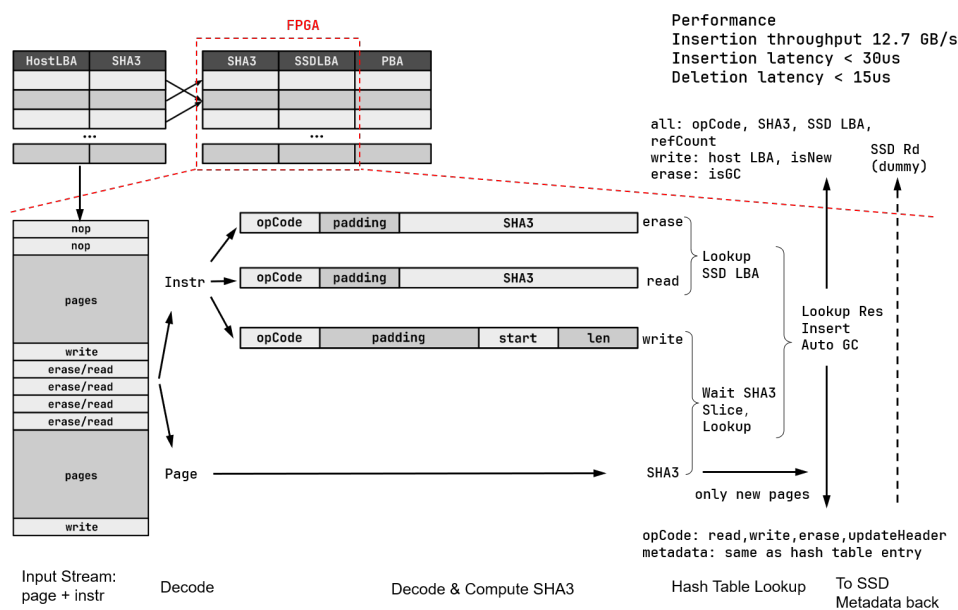 FPGA
Performance
Insertion throughput 12.7 GB/s
Insertion latency < 30us
Deletion latency < 15us
HostLBA SHA3
SHA3 SSDLBA PBA
...
...
all: opCode, SHA3, SSD LBA,
refCount
write: host LBA, isNew
erase: isGC
SSD Rd
(dummy)
nop
nop
pages
write
erase/read
erase/read
erase/read
erase/read
pages
write
Instr
Page
opCode padding SHA3 erase
opCode padding SHA3 read
opCode padding start len write
Lookup
SSD LBA
Wait SHA3
Slice,
Lookup
Lookup Res
Insert
Auto GC
SHA3
only new pages
opCode: read,write,erase,updateHeader
metadata: same as hash table entry
Input Stream:
page + instr
Decode
Decode & Compute SHA3
Hash Table Lookup
To SSD
Metadata back